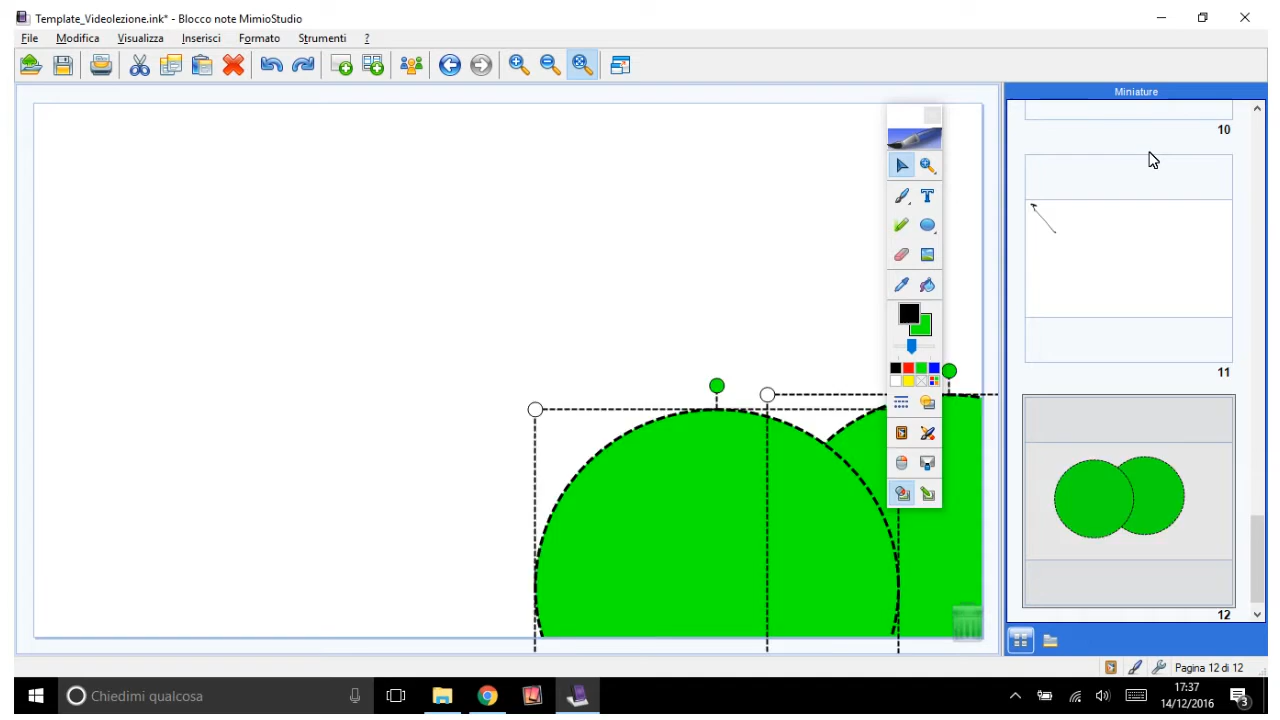 Template_Videolezione.ink* - Blocco note MimioStudio
File Modifica Visualizza Inserisci Formato Strumenti ?
Miniature
10
T
11
12
Pagina 12 di 12
Chiedimi qualcosa
17:37
14/12/2016
3